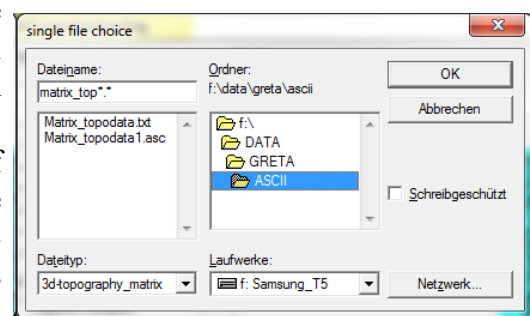 single file choice
Dateiname:
matrix_top*.*
Matrix_topodata.txt
Matrix_topodata1.asc
Ordner:
f:\data\greta\ascii
f:\
DATA
GRETA
ASCII
OK
Abbrechen
Schreibgeschützt
Dateityp:
3d-topography_matrix
Laufwerke:
f: Samsung_T5
Netzwerk...